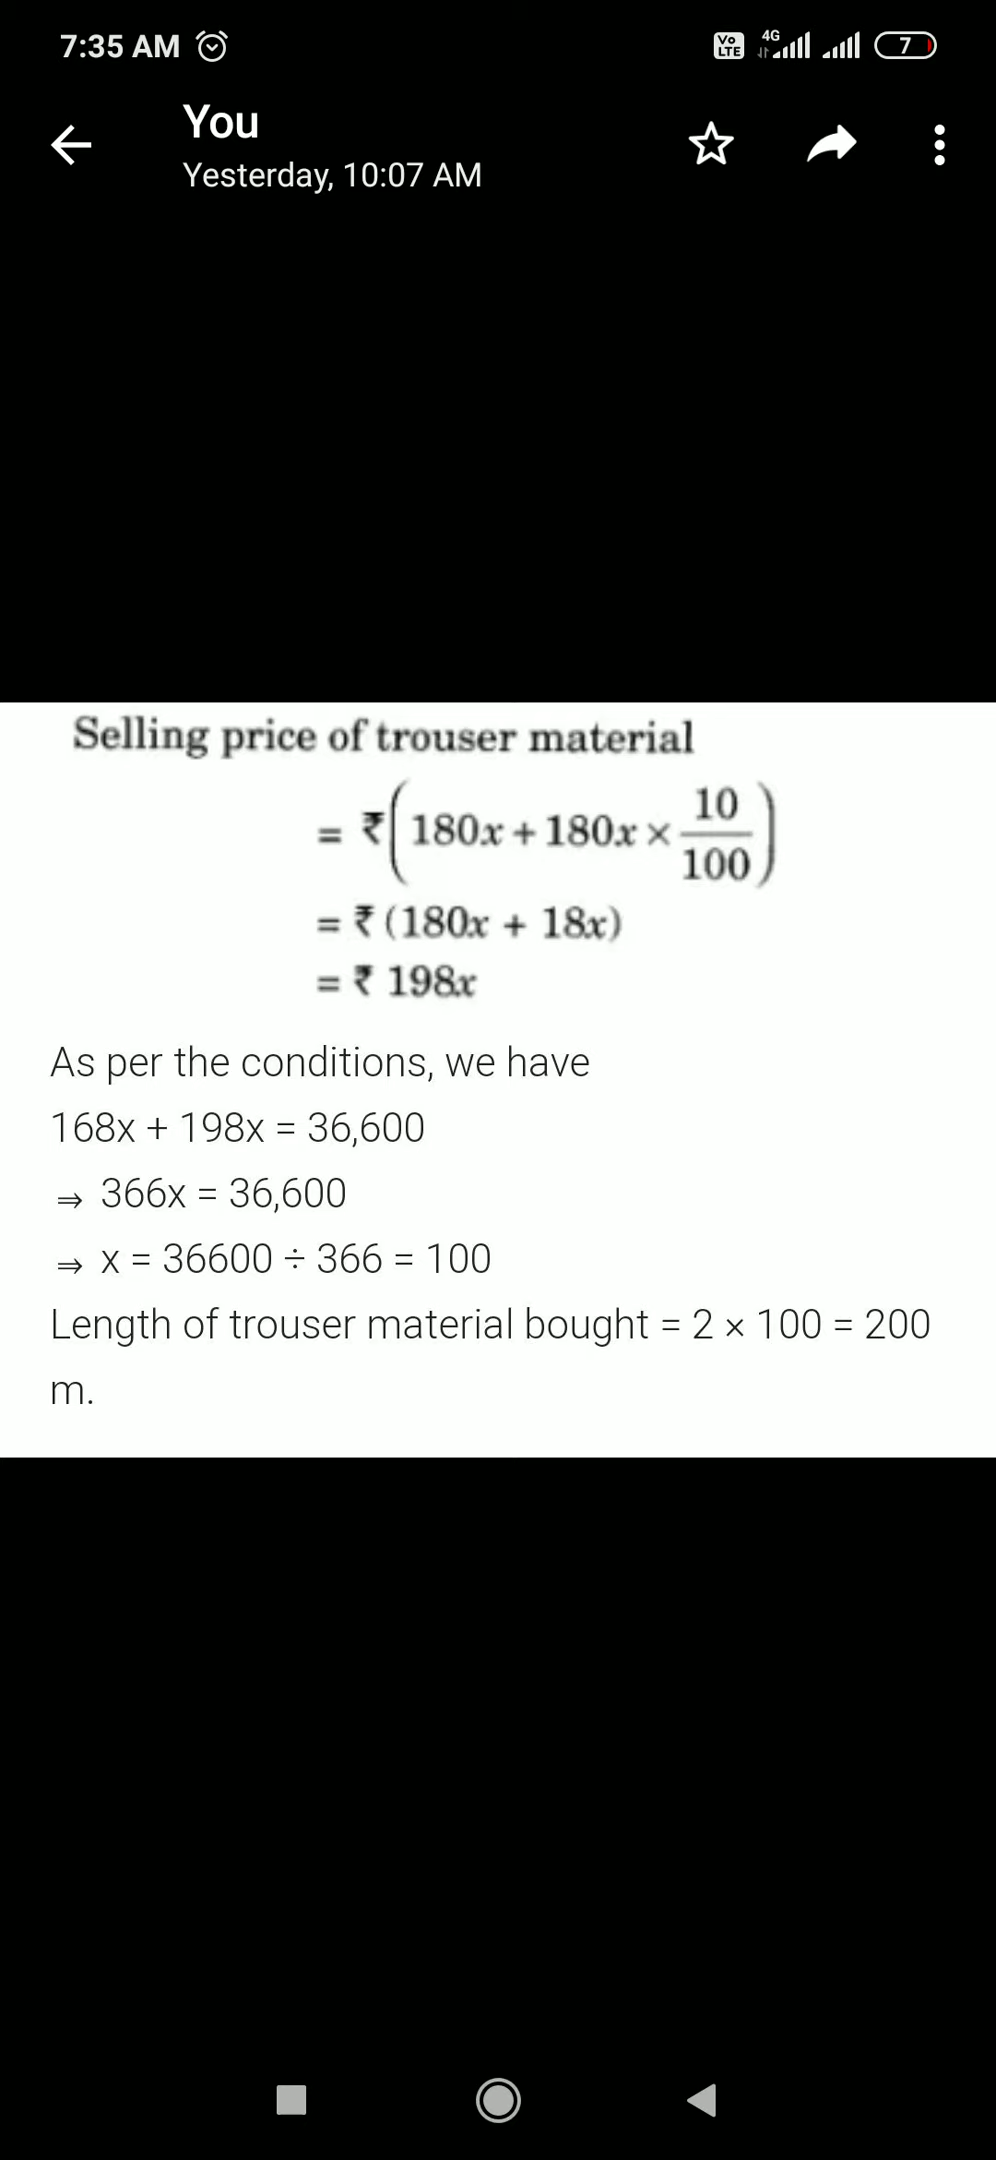 7:35 AM
Vo LTE 4G 7
You
Yesterday, 10:07 AM
Selling price of trouser material
= ₹(180x + 180x × 10/100)
= ₹ (180x + 18x)
= ₹ 198x
As per the conditions, we have
168x + 198x = 36,600
⇒ 366x = 36,600
⇒ x = 36600 ÷ 366 = 100
Length of trouser material bought = 2 × 100 = 200
m.